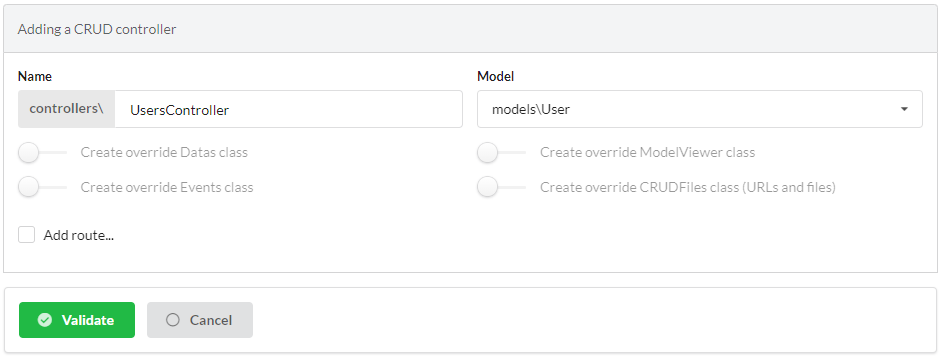 Adding a CRUD controller
Name
Model
controllers\ UsersController
models\User
Create override Datas class
Create override ModelViewer class
Create override Events class
Create override CRUDFiles class (URLs and files)
Add route...
Validate
Cancel